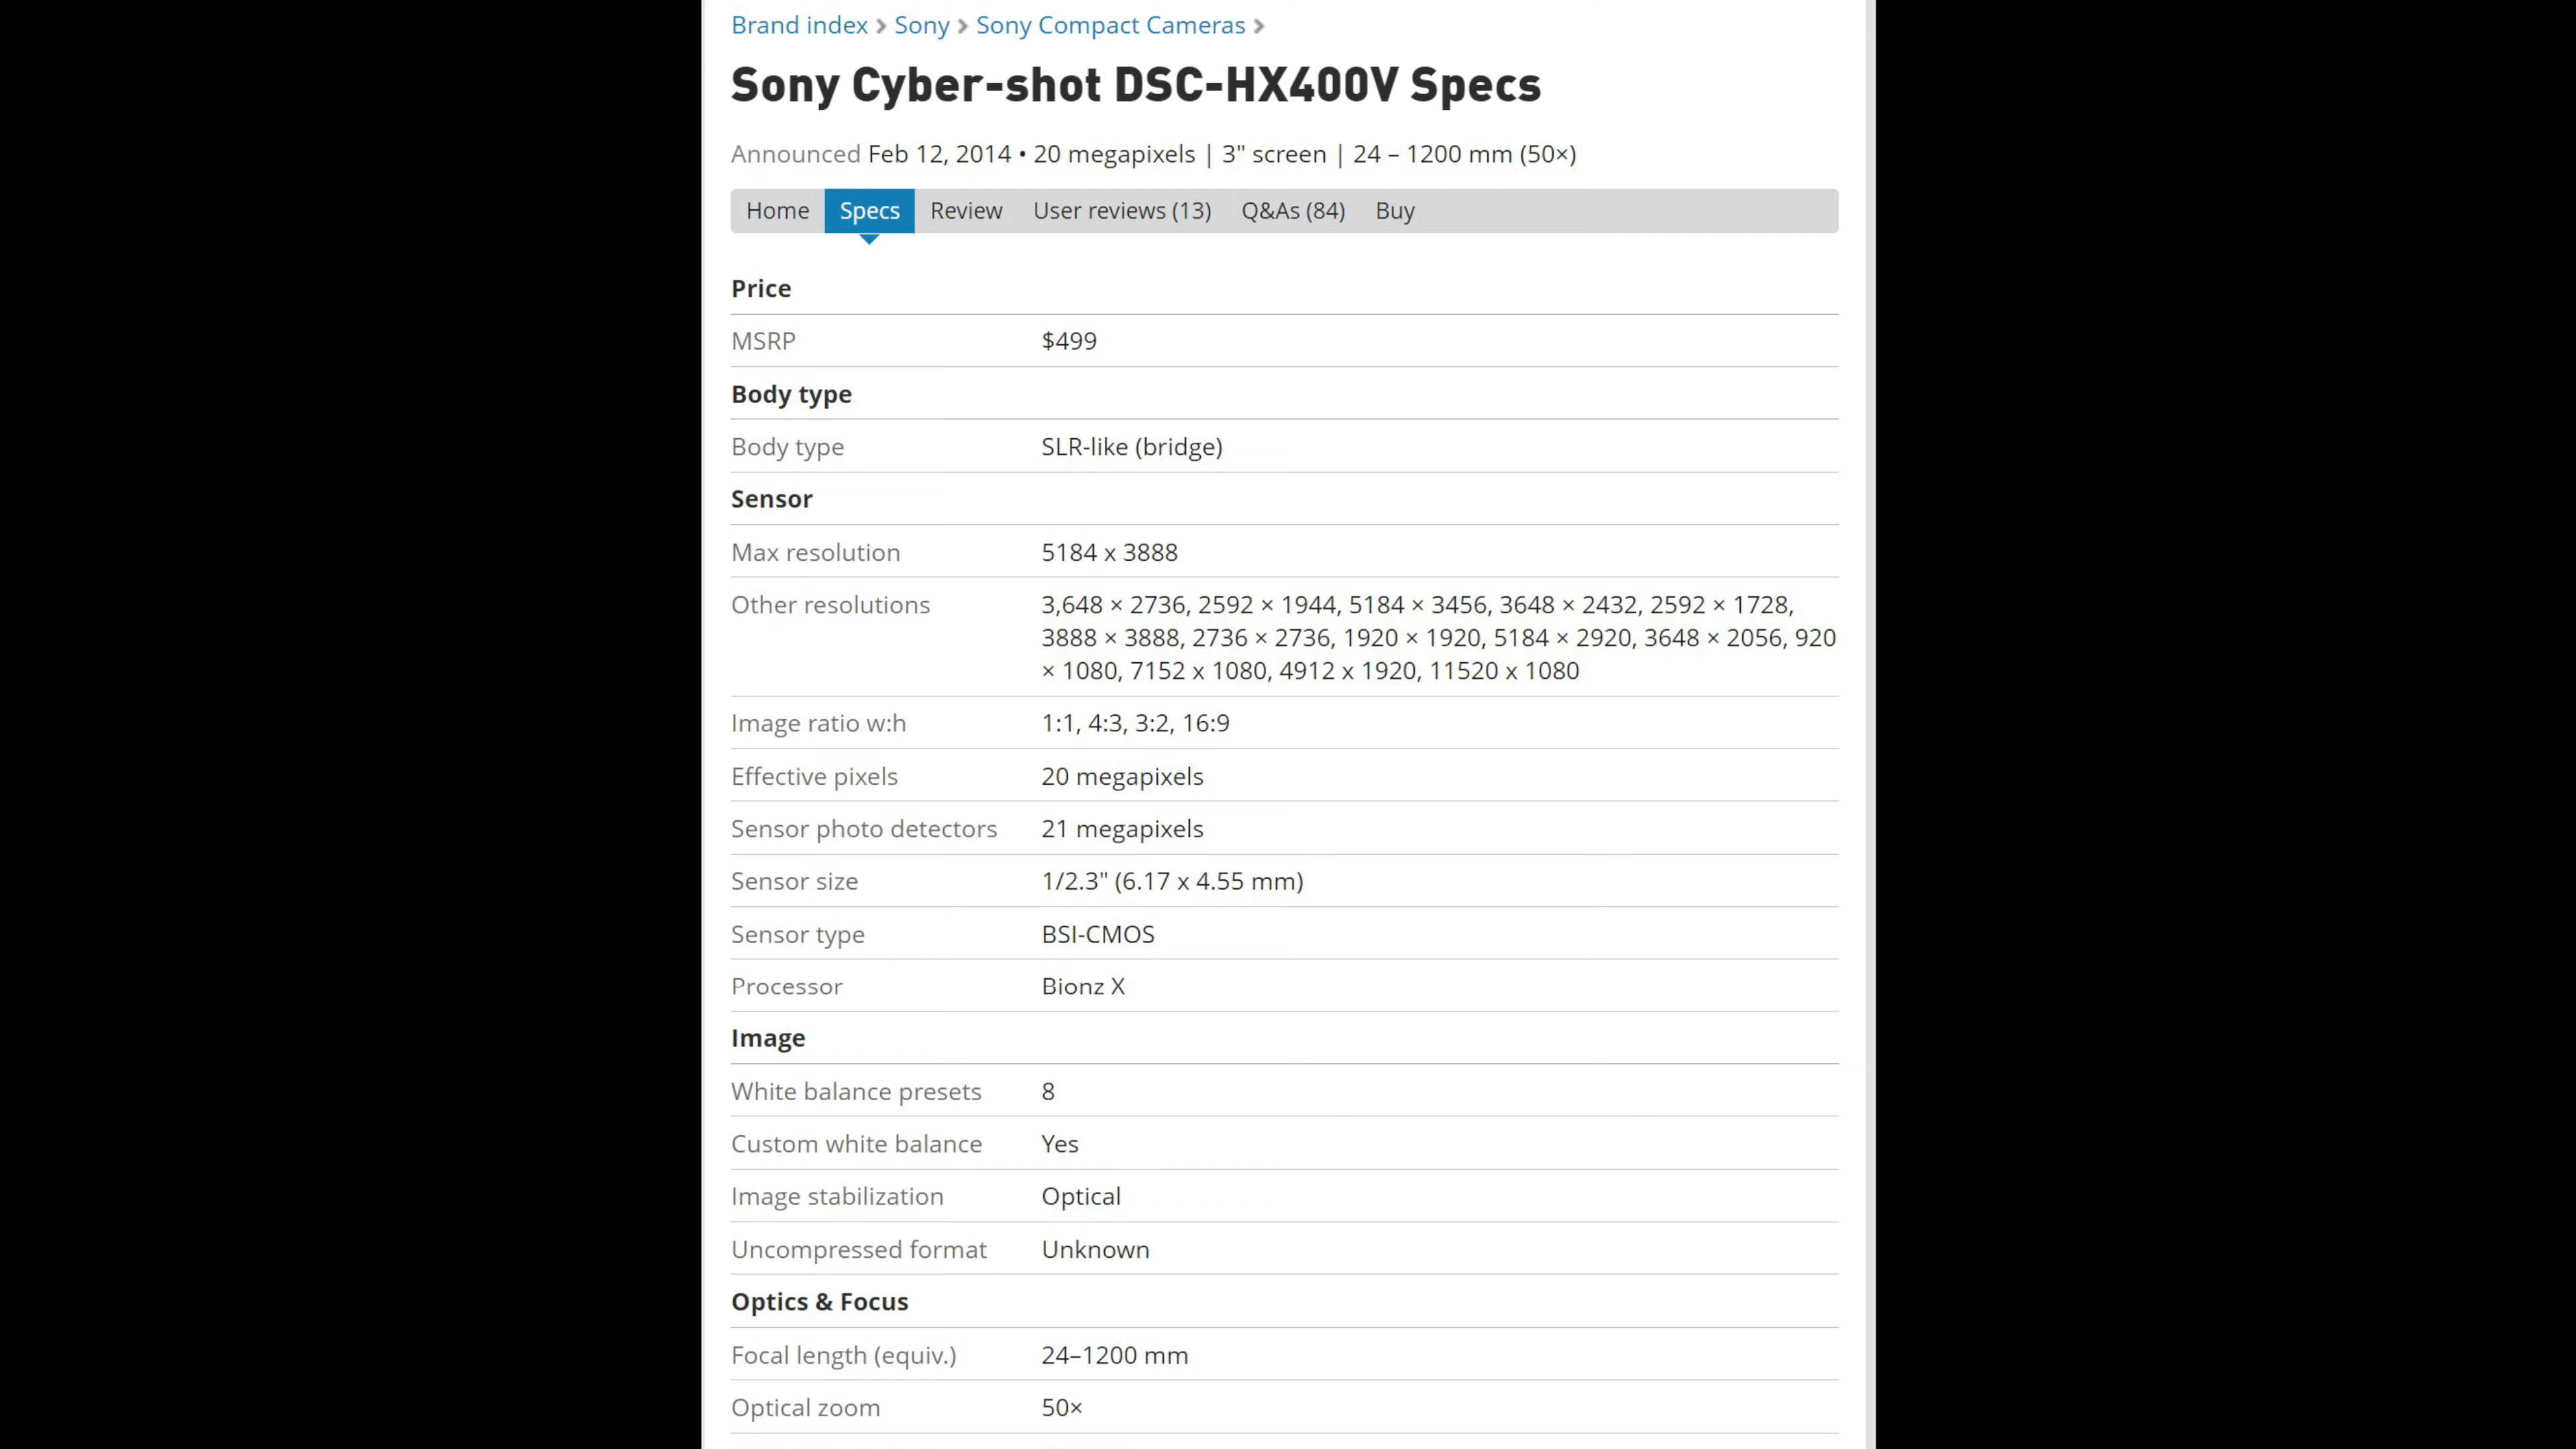 Brand index > Sony > Sony Compact Cameras >
Sony Cyber-shot DSC-HX400V Specs
Announced Feb 12, 2014 • 20 megapixels | 3" screen | 24 – 1200 mm (50×)
Home Specs Review User reviews (13) Q&As (84) Buy
Price
MSRP $499
Body type
Body type SLR-like (bridge)
Sensor
Max resolution 5184 x 3888
Other resolutions 3,648 × 2736, 2592 × 1944, 5184 × 3456, 3648 × 2432, 2592 × 1728,
3888 × 3888, 2736 × 2736, 1920 × 1920, 5184 × 2920, 3648 × 2056, 920
× 1080, 7152 x 1080, 4912 x 1920, 11520 x 1080
Image ratio w:h 1:1, 4:3, 3:2, 16:9
Effective pixels 20 megapixels
Sensor photo detectors 21 megapixels
Sensor size 1/2.3" (6.17 x 4.55 mm)
Sensor type BSI-CMOS
Processor Bionz X
Image
White balance presets 8
Custom white balance Yes
Image stabilization Optical
Uncompressed format Unknown
Optics & Focus
Focal length (equiv.) 24–1200 mm
Optical zoom 50×